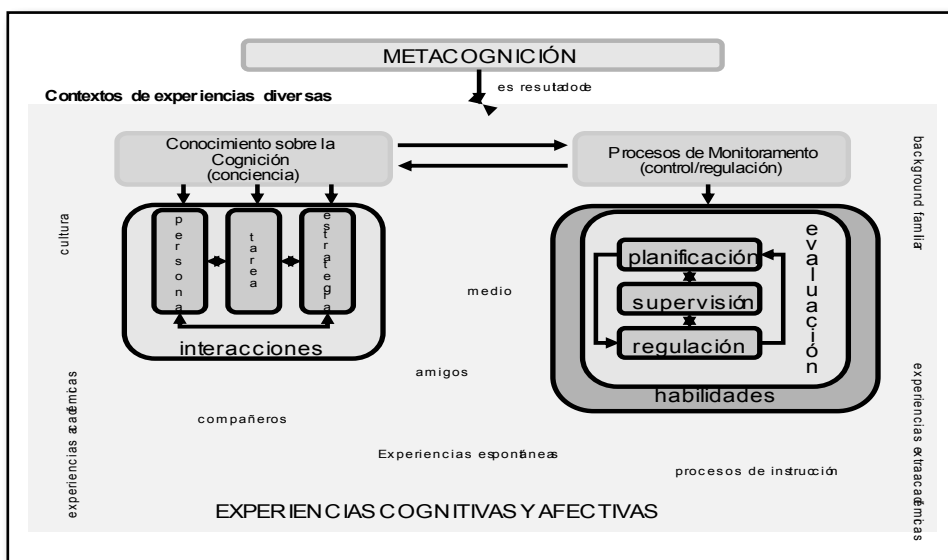 METACOGNICIÓN
es resultadode
Contextos de experiencias diversas
Conocimiento sobre la
Cognición
(conciencia)
Procesos de Monitoramento
(control/regulación)
background familiar
cultura
persona
tarea
estrategia
interacciones
medio
planificación
supervisión
regulación
evaluación
habilidades
amigos
compañeros
experiencias académicas
Experiencias espontáneas
procesos de instrucción
experiencias extraacadémicas
EXPERIENCIAS COGNITIVAS Y AFECTIVAS